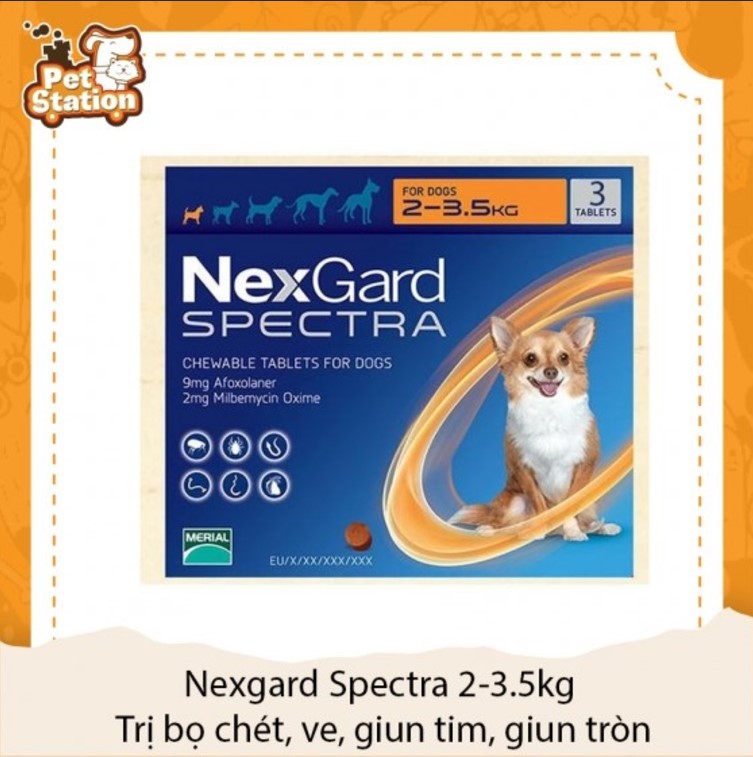 Pet
Station
FOR DOGS
2-3.5KG
3
TABLETS
NexGard
SPECTRA
CHEWABLE TABLETS FOR DOGS
9mg Afoxolaner
2mg Milbemycin Oxime
MERIAL
EU/X/XX/XXX/XXX
Nexgard Spectra 2-3.5kg
Trị bọ chét, ve, giun tim, giun tròn